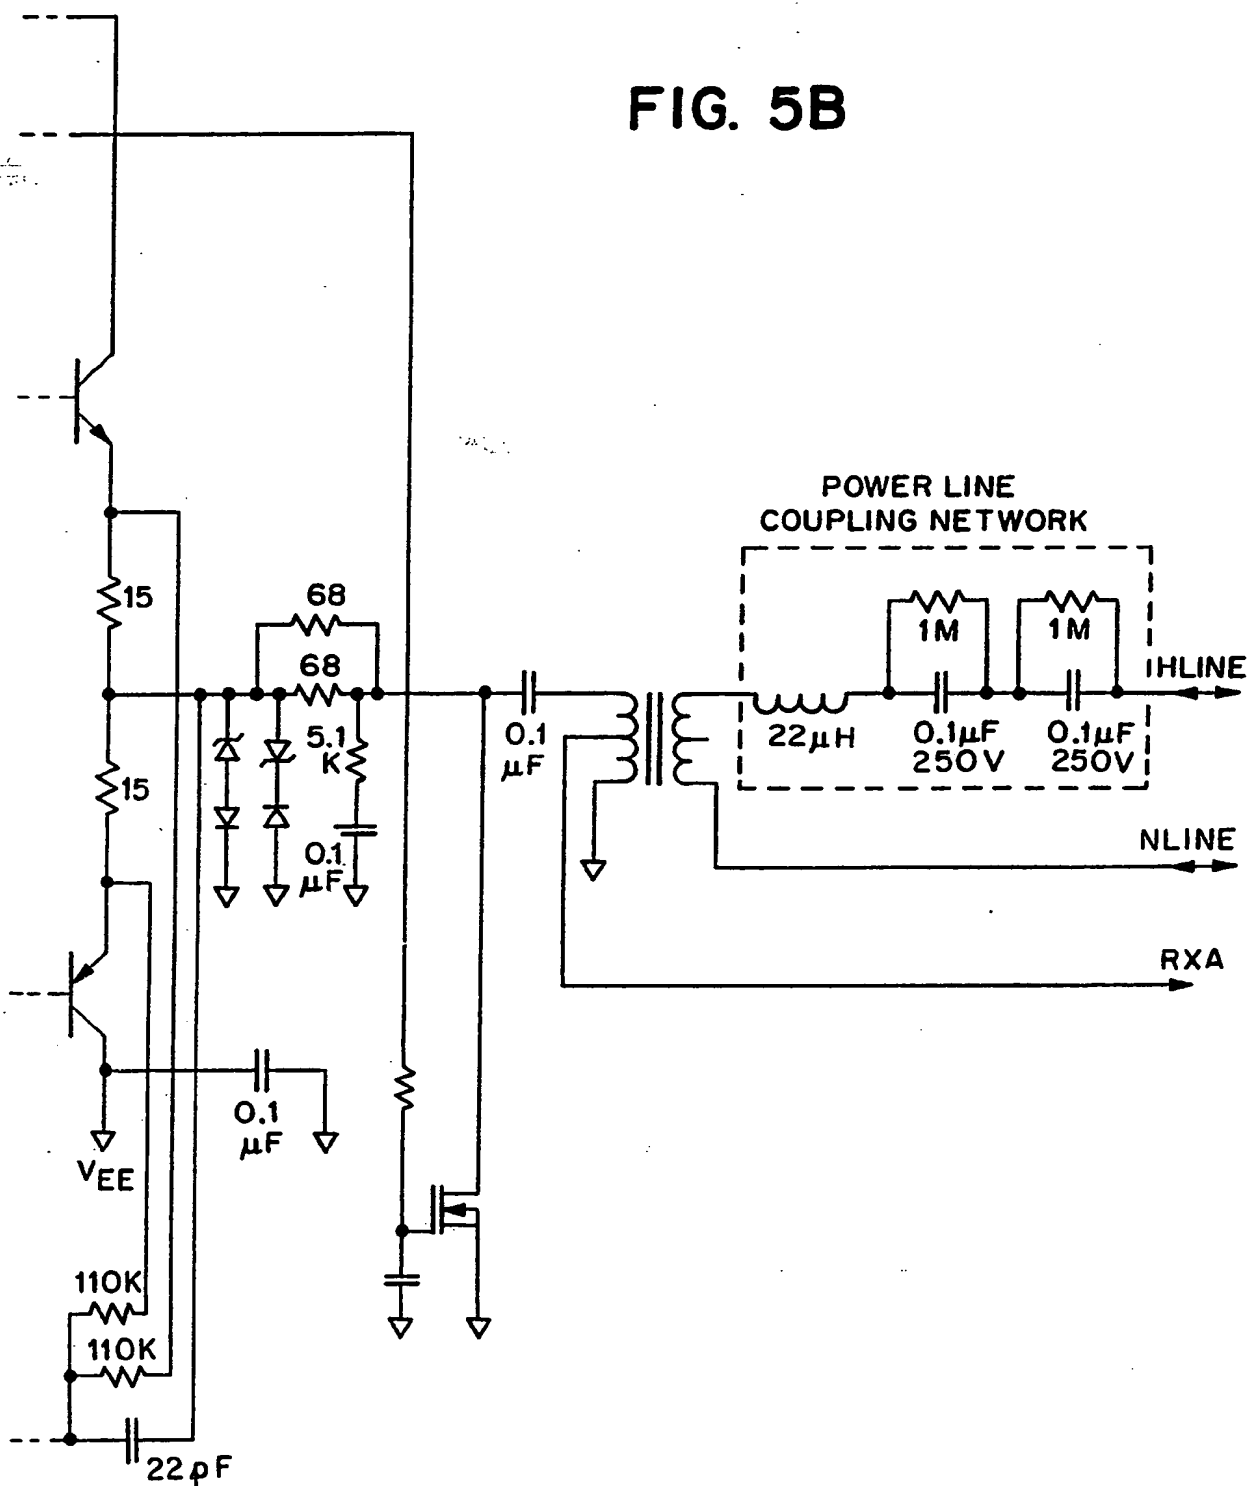 FIG. 5B
POWER LINE
COUPLING NETWORK
15
68
1M
1M
68
HLINE
5.1
K
0.1
μF
22μH
0.1μF
250V
0.1μF
250V
15
NLINE
0.1
μF
RXA
0.1
μF
VEE
110K
110K
22pF